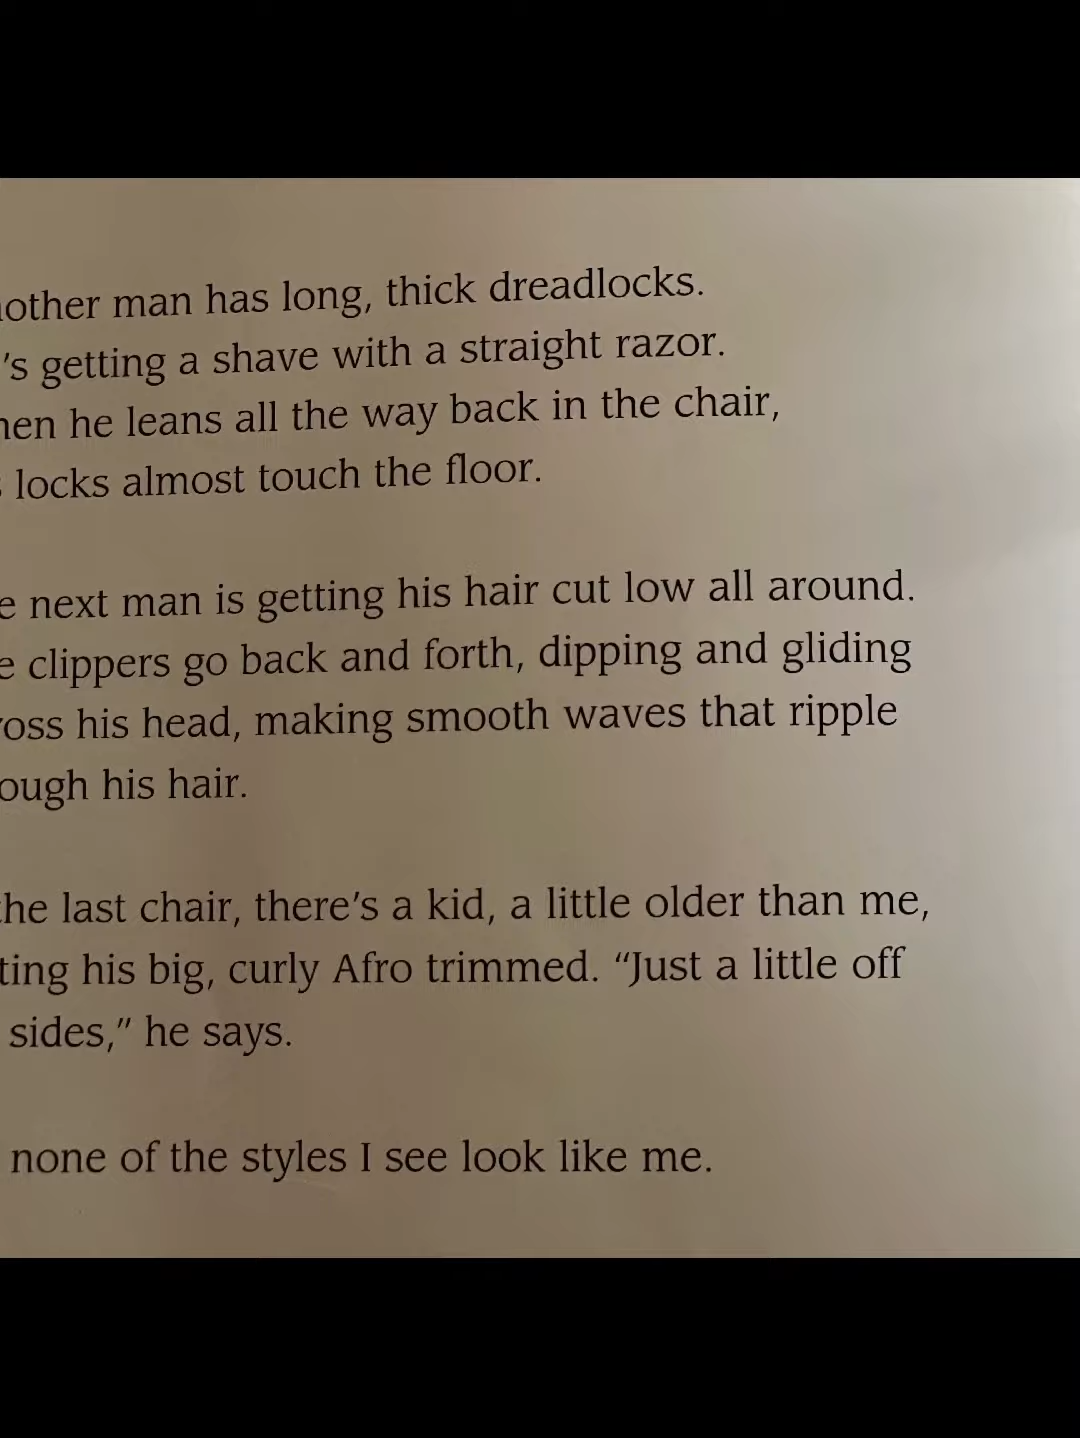 other man has long, thick dreadlocks.
's getting a shave with a straight razor.
hen he leans all the way back in the chair,
s locks almost touch the floor.
e next man is getting his hair cut low all around.
e clippers go back and forth, dipping and gliding
ross his head, making smooth waves that ripple
ough his hair.
the last chair, there's a kid, a little older than me,
ting his big, curly Afro trimmed. “Just a little off
sides,” he says.
none of the styles I see look like me.